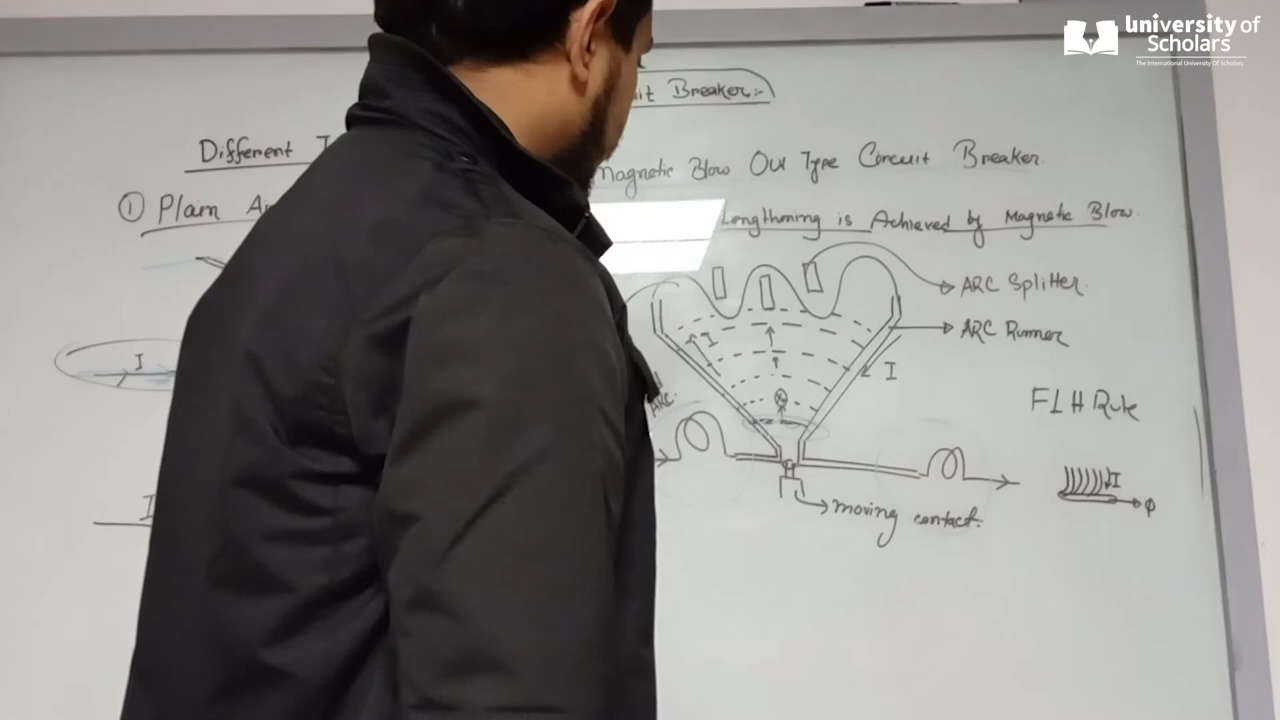 University of
Scholars
The International University Of Scholars
Breaker:-
Different
Magnetic Blow Out Type Circuit Breaker.
① Plain
Lengthening is Achieved by Magnetic Blow.
ARC Splitter.
ARC Runner
I
I
I
ARC.
FLH Rule
I
φ
moving contact.
I